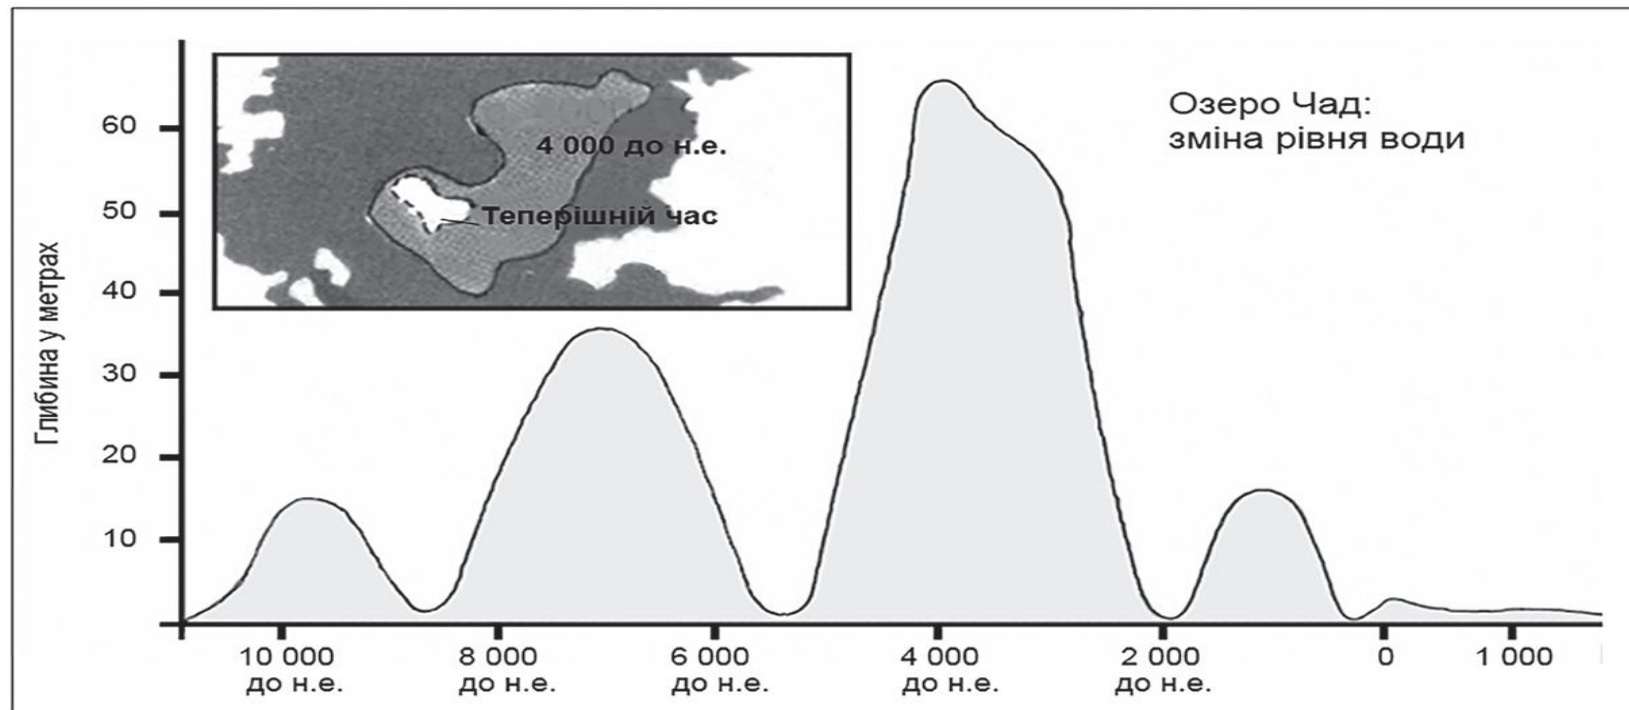 Озеро Чад:
зміна рівня води
4 000 до н.е.
Теперішній час
Глибина у метрах
60
50
40
30
20
10
10 000
до н.е.
8 000
до н.е.
6 000
до н.е.
4 000
до н.е.
2 000
до н.е.
0
1 000